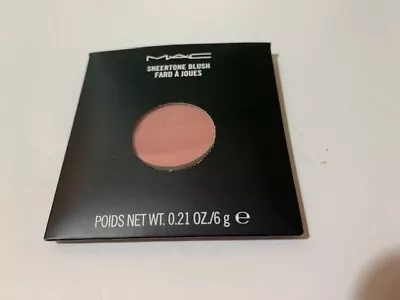 MAC
SHEERTONE BLUSH
FARD À JOUES
POIDS NET WT. 0.21 OZ./6 g ℮